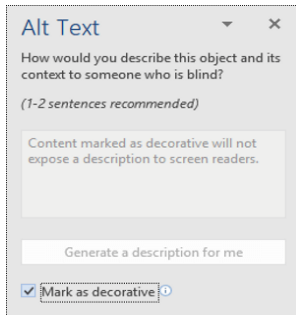 Alt Text
How would you describe this object and its
context to someone who is blind?
(1-2 sentences recommended)
Content marked as decorative will not
expose a description to screen readers.
Generate a description for me
Mark as decorative